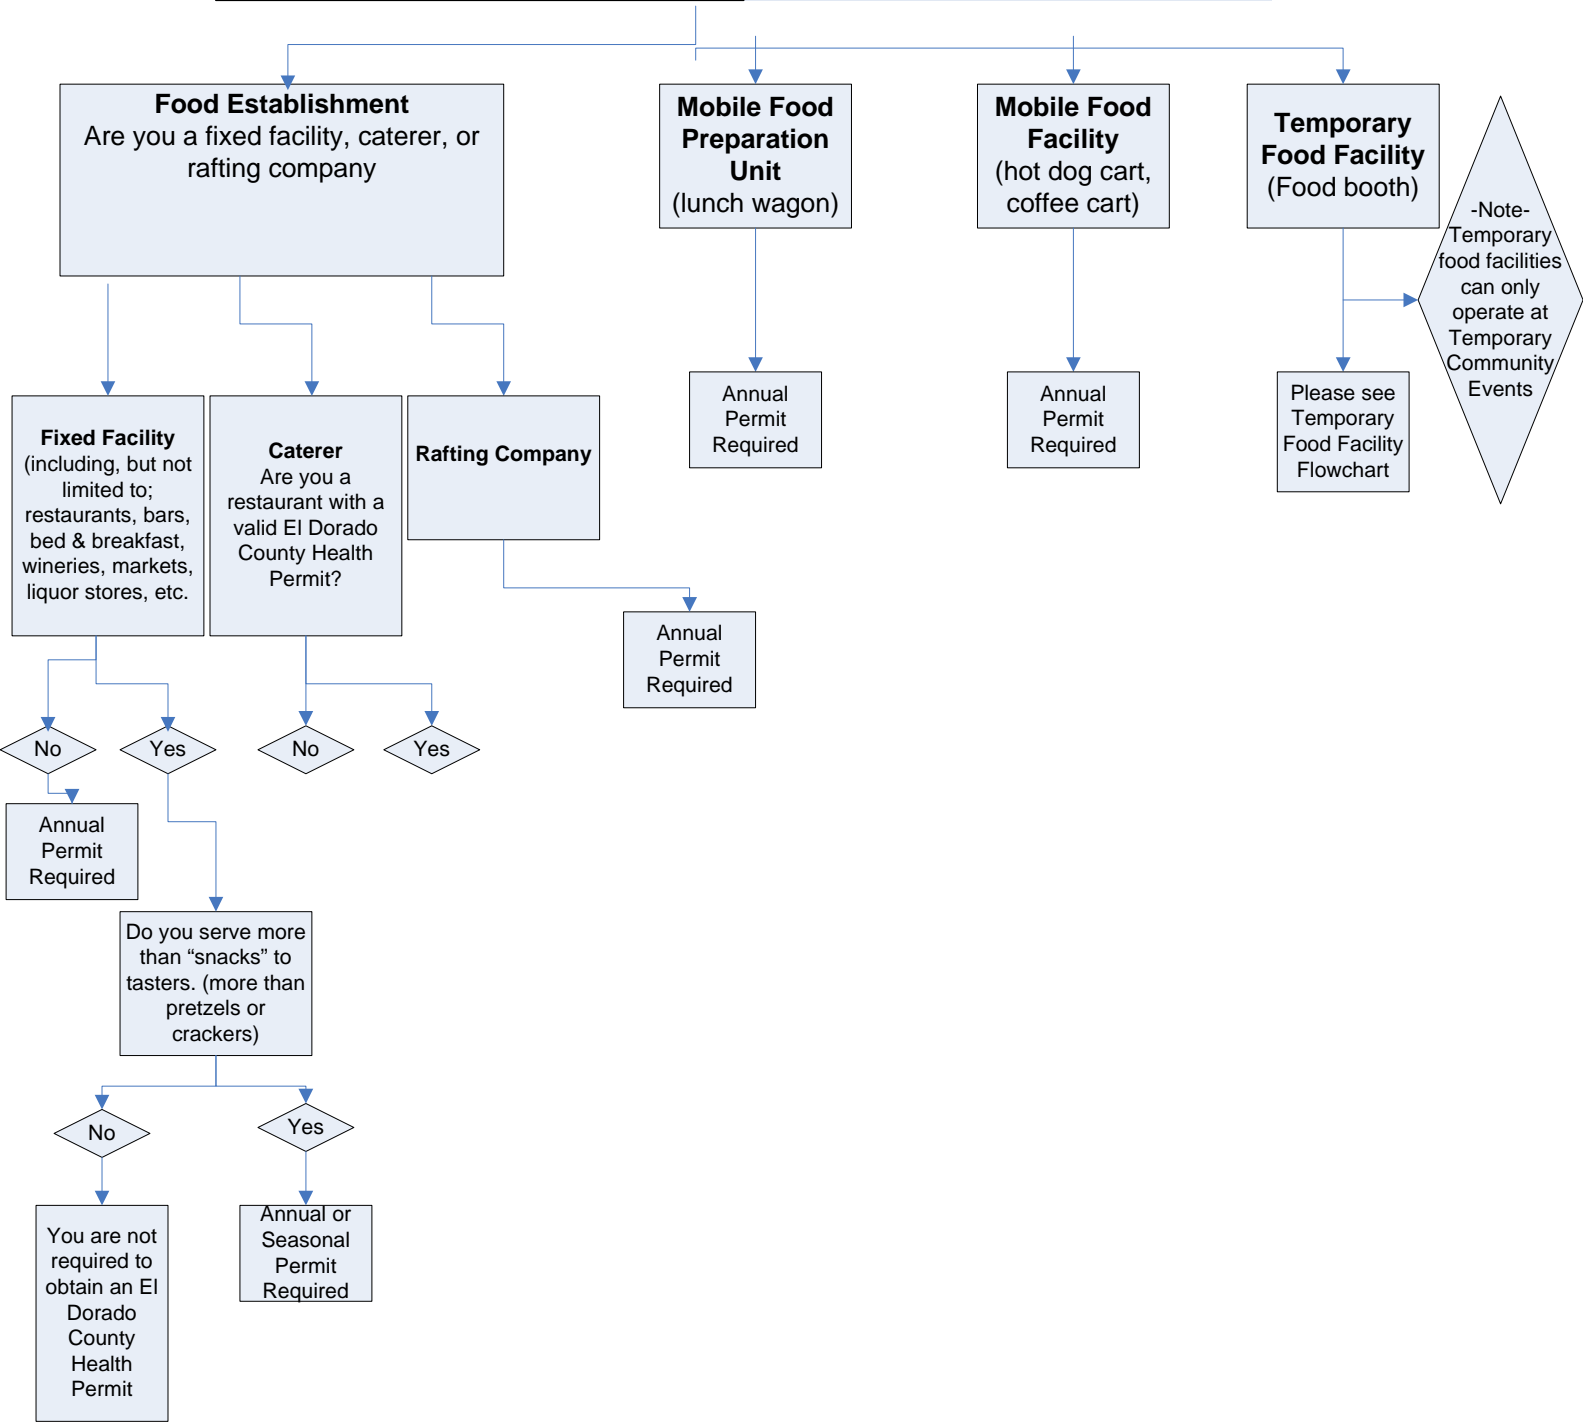 Food Establishment
Are you a fixed facility, caterer, or
rafting company
Mobile Food
Preparation
Unit
(lunch wagon)
Mobile Food
Facility
(hot dog cart,
coffee cart)
Temporary
Food Facility
(Food booth)
-Note-
Temporary
food facilities
can only
operate at
Temporary
Community
Events
Annual
Permit
Required
Annual
Permit
Required
Please see
Temporary
Food Facility
Flowchart
Fixed Facility
(including, but not
limited to;
restaurants, bars,
bed & breakfast,
wineries, markets,
liquor stores, etc.
Caterer
Are you a
restaurant with a
valid El Dorado
County Health
Permit?
Rafting Company
Annual
Permit
Required
No
Yes
No
Yes
Annual
Permit
Required
Do you serve more
than “snacks” to
tasters. (more than
pretzels or
crackers)
No
Yes
You are not
required to
obtain an El
Dorado
County
Health
Permit
Annual or
Seasonal
Permit
Required